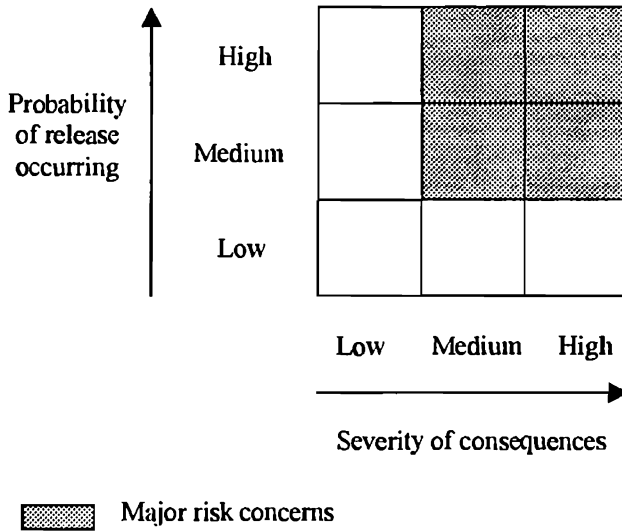 High
Probability
of release
occurring
Medium
Low
Low Medium High
Severity of consequences
Major risk concerns